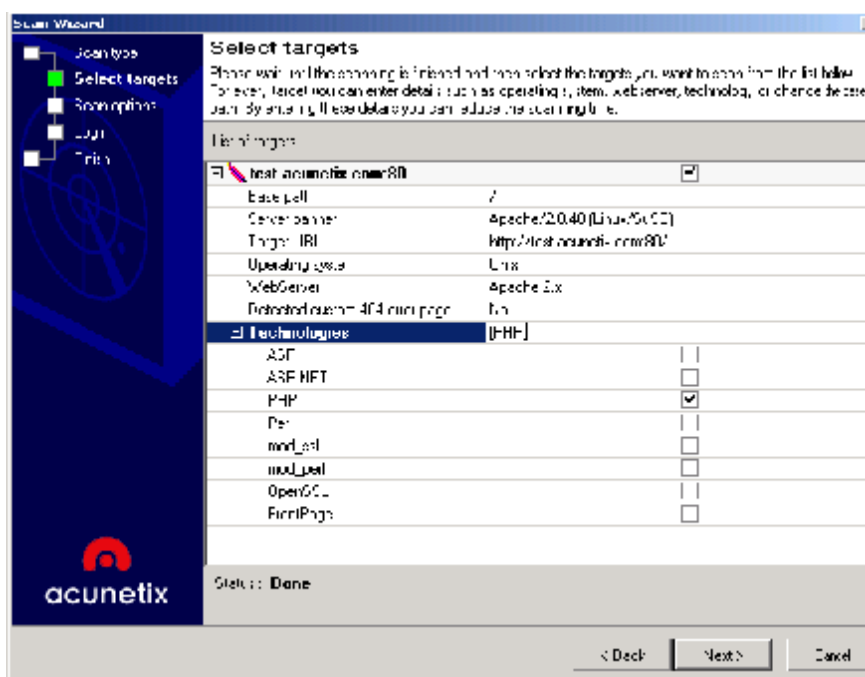 Scan Wizard
Scan type
Select targets
Scan options
Login
Finish
Select targets
Please wait until the scanning is finished and then select the targets you want to scan from the list below.
For every target you can enter details such as operating system, webserver, technology, or change the base
path. By entering these details you can reduce the scanning time.
List of targets
test.acunetix.com:80
Base path /
Server banner Apache/2.0.40 (Linux/SuSE)
Target URL http://test.acunetix.com:80/
Operating system Unix
WebServer Apache 2.x
Detected custom 404 error page No
Technologies [PHP]
ASP
ASP.NET
PHP
Perl
mod_ssl
mod_perl
OpenSSL
FrontPage
acunetix
Status: Done
< Back
Next >
Cancel